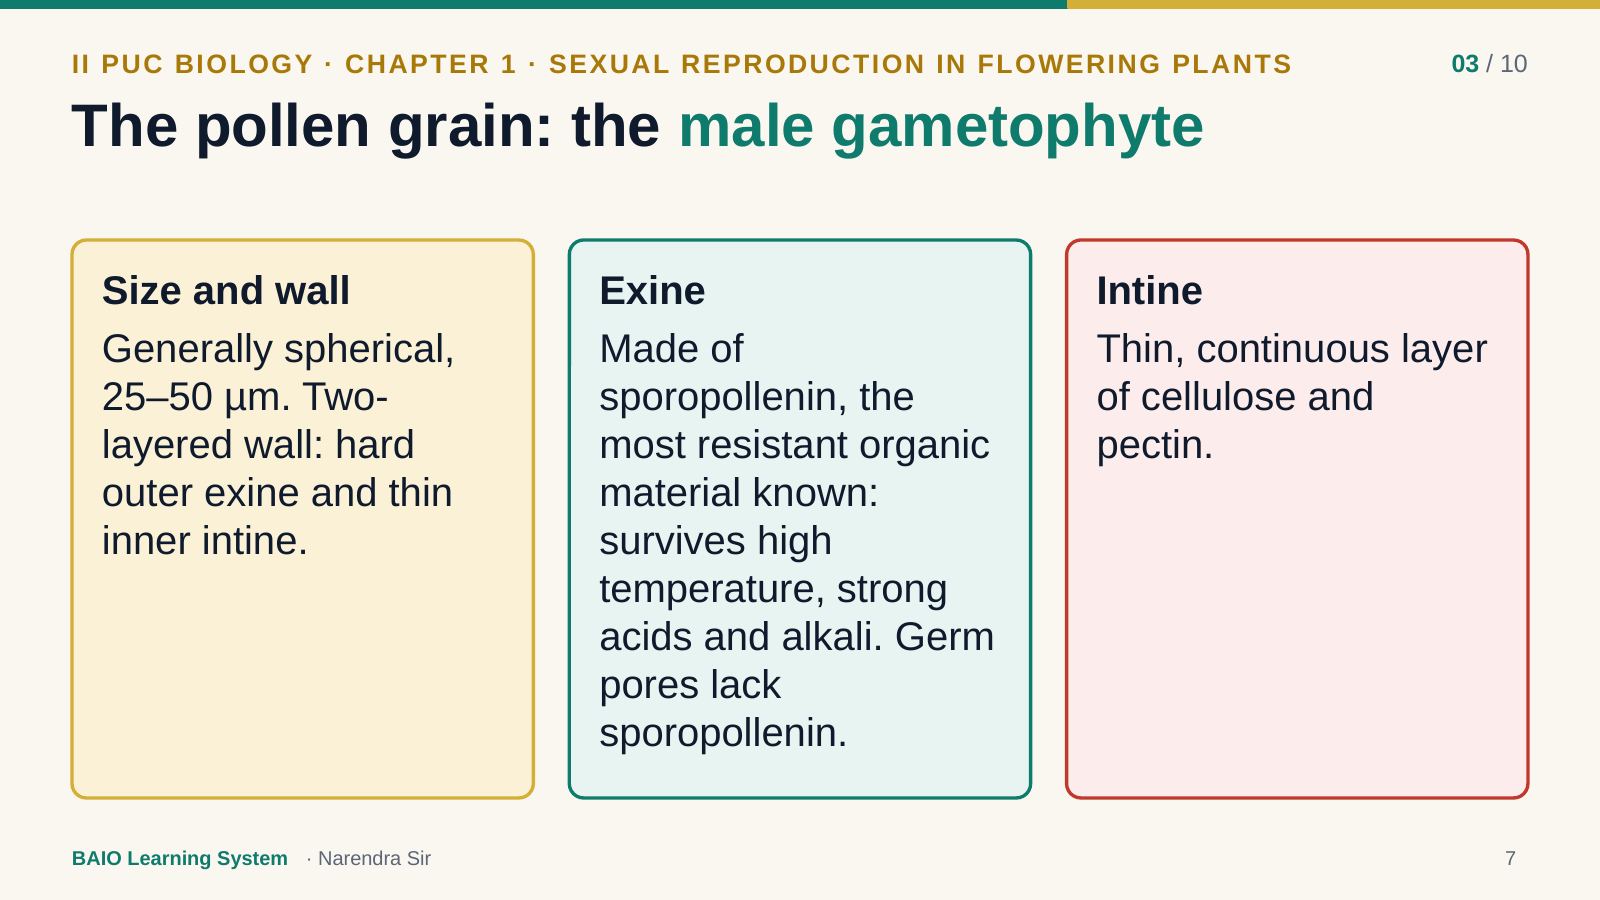 II PUC BIOLOGY · CHAPTER 1 · SEXUAL REPRODUCTION IN FLOWERING PLANTS
03 / 10
The pollen grain: the male gametophyte
Size and wall
Generally spherical,
25–50 µm. Two-
layered wall: hard
outer exine and thin
inner intine.
Exine
Made of
sporopollenin, the
most resistant organic
material known:
survives high
temperature, strong
acids and alkali. Germ
pores lack
sporopollenin.
Intine
Thin, continuous layer
of cellulose and
pectin.
BAIO Learning System · Narendra Sir
7